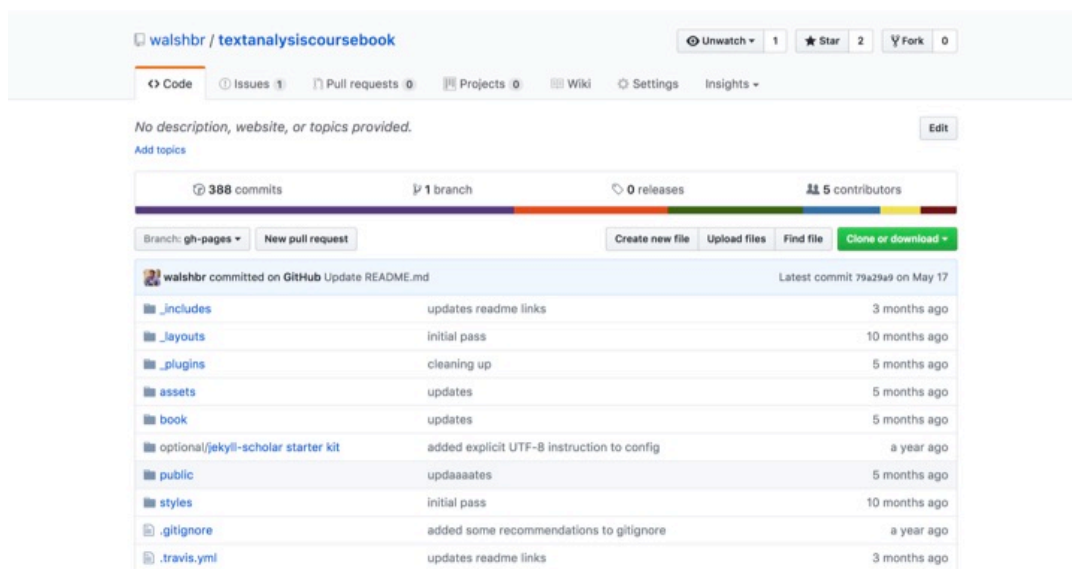 walshbr / textanalysiscoursebook Unwatch 1 Star 2 Fork 0
Code Issues 1 Pull requests 0 Projects 0 Wiki Settings Insights
No description, website, or topics provided. Edit
Add topics
388 commits 1 branch 0 releases 5 contributors
Branch: gh-pages New pull request Create new file Upload files Find file Clone or download
walshbr committed on GitHub Update README.md Latest commit 79a29a9 on May 17
_includes updates readme links 3 months ago
_layouts initial pass 10 months ago
_plugins cleaning up 5 months ago
assets updates 5 months ago
book updates 5 months ago
optional/jekyll-scholar starter kit added explicit UTF-8 instruction to config a year ago
public updaaaates 5 months ago
styles initial pass 10 months ago
.gitignore added some recommendations to gitignore a year ago
.travis.yml updates readme links 3 months ago